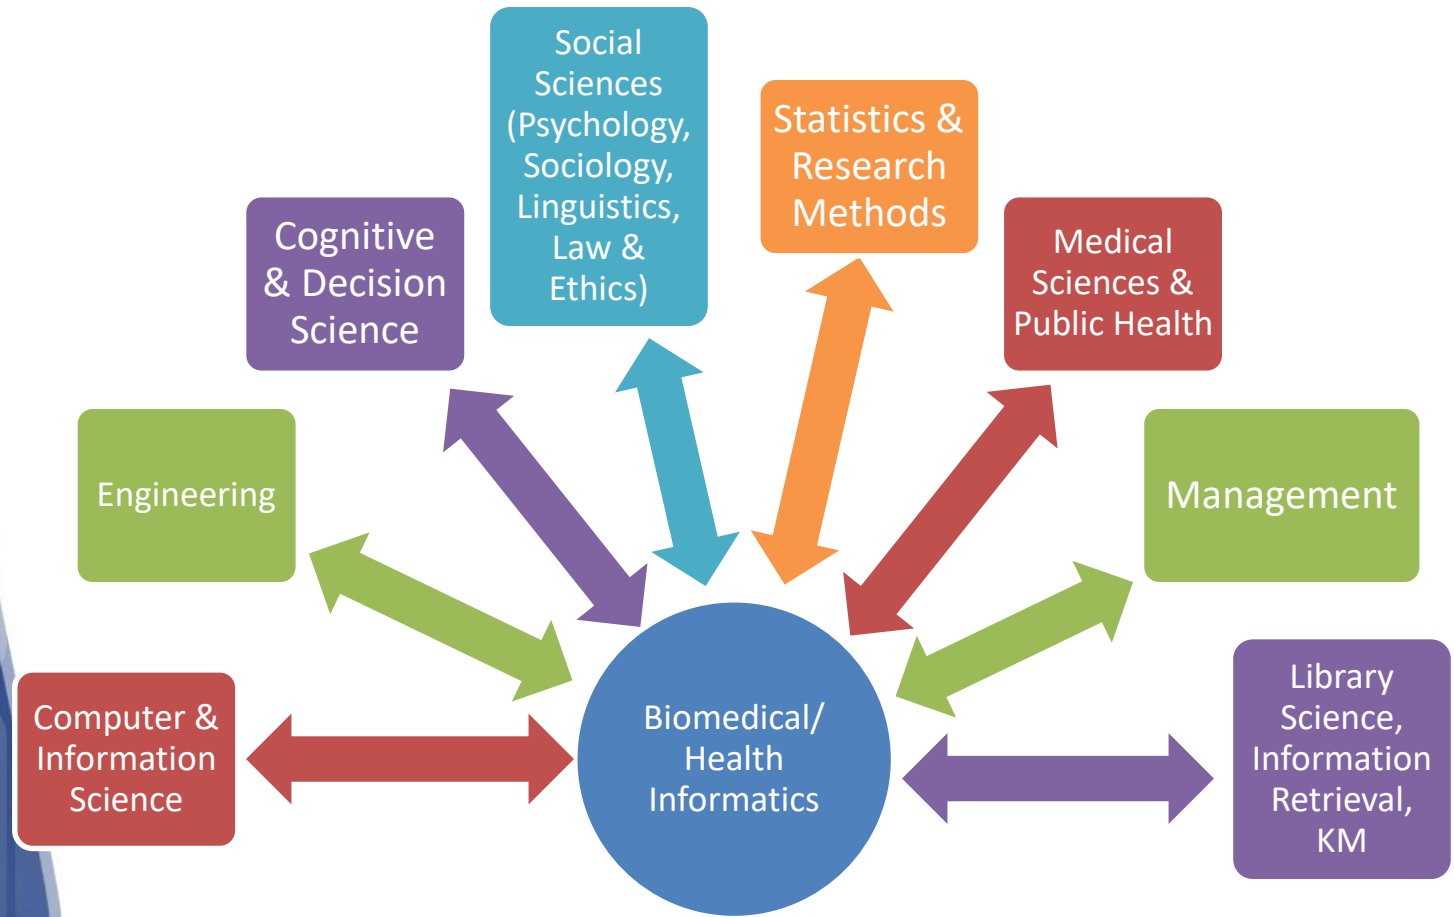 Social
Sciences
(Psychology,
Sociology,
Linguistics,
Law &
Ethics)
Statistics &
Research
Methods
Cognitive
& Decision
Science
Medical
Sciences &
Public Health
Engineering
Management
Computer &
Information
Science
Biomedical/
Health
Informatics
Library
Science,
Information
Retrieval,
KM